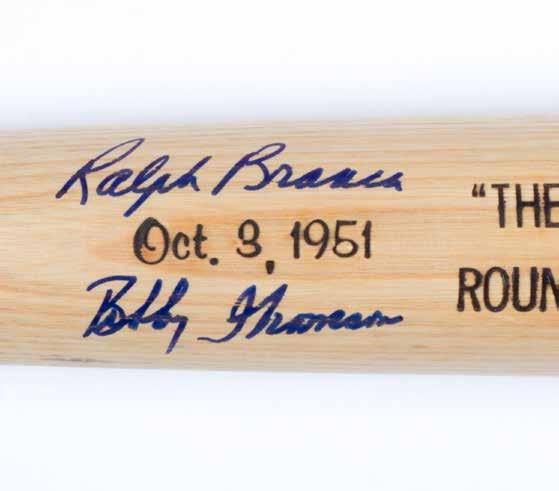 Ralph Branca
Oct. 3, 1951
Bobby Thomson
"THE
ROUN